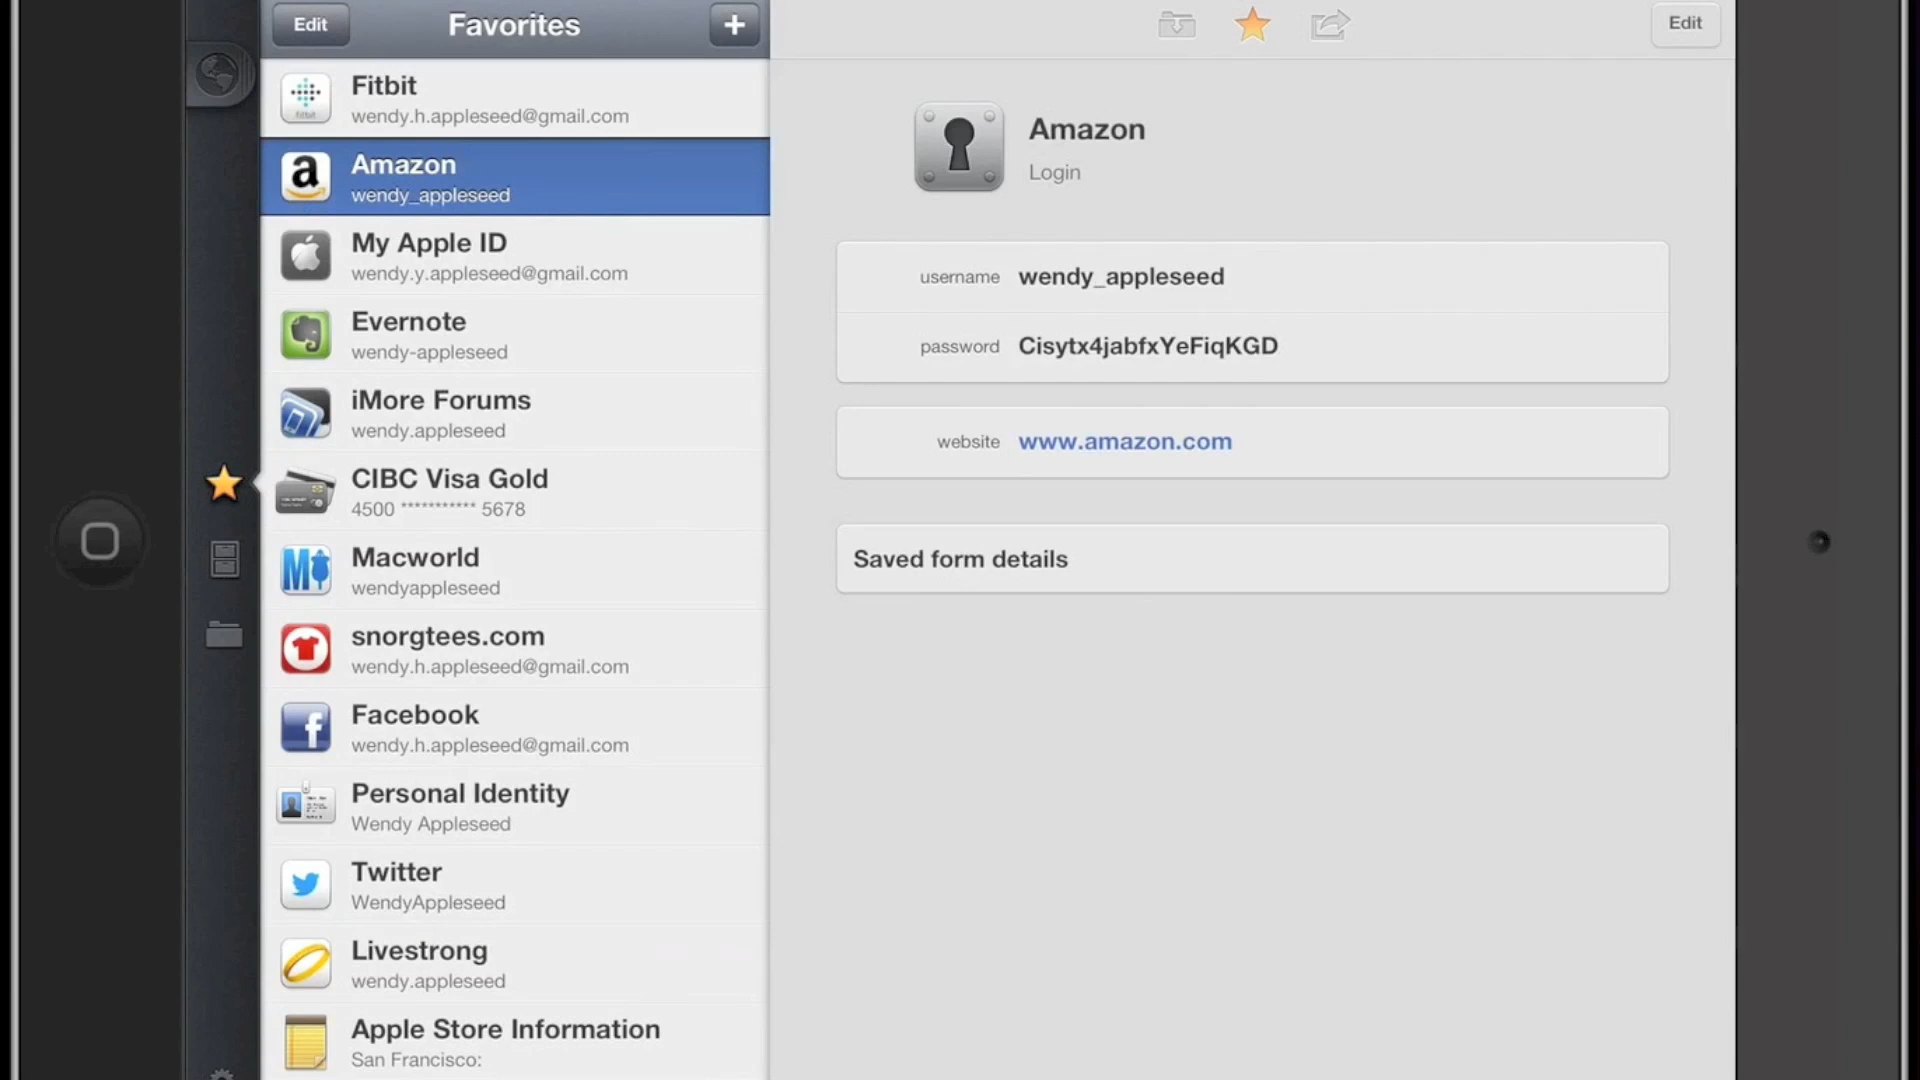 Edit
Favorites
+
Edit
Fitbit
wendy.h.appleseed@gmail.com
Amazon
wendy_appleseed
My Apple ID
wendy.y.appleseed@gmail.com
Evernote
wendy-appleseed
iMore Forums
wendy.appleseed
CIBC Visa Gold
4500 *********** 5678
Macworld
wendyappleseed
snorgtees.com
wendy.h.appleseed@gmail.com
Facebook
wendy.h.appleseed@gmail.com
Personal Identity
Wendy Appleseed
Twitter
WendyAppleseed
Livestrong
wendy.appleseed
Apple Store Information
San Francisco:
Amazon
Login
username wendy_appleseed
password Cisytx4jabfxYeFiqKGD
website www.amazon.com
Saved form details